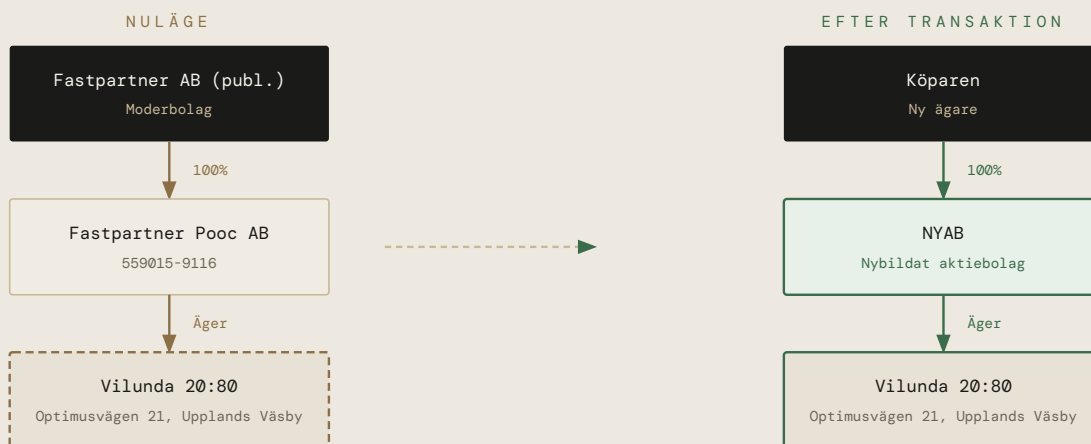 NULÄGE
Fastpartner AB (publ.)
Moderbolag
100%
Fastpartner Pooc AB
559015-9116
Äger
Vilunda 20:80
Optimusvägen 21, Upplands Väsby
EFTER TRANSAKTION
Köparen
Ny ägare
100%
NYAB
Nybildat aktiebolag
Äger
Vilunda 20:80
Optimusvägen 21, Upplands Väsby